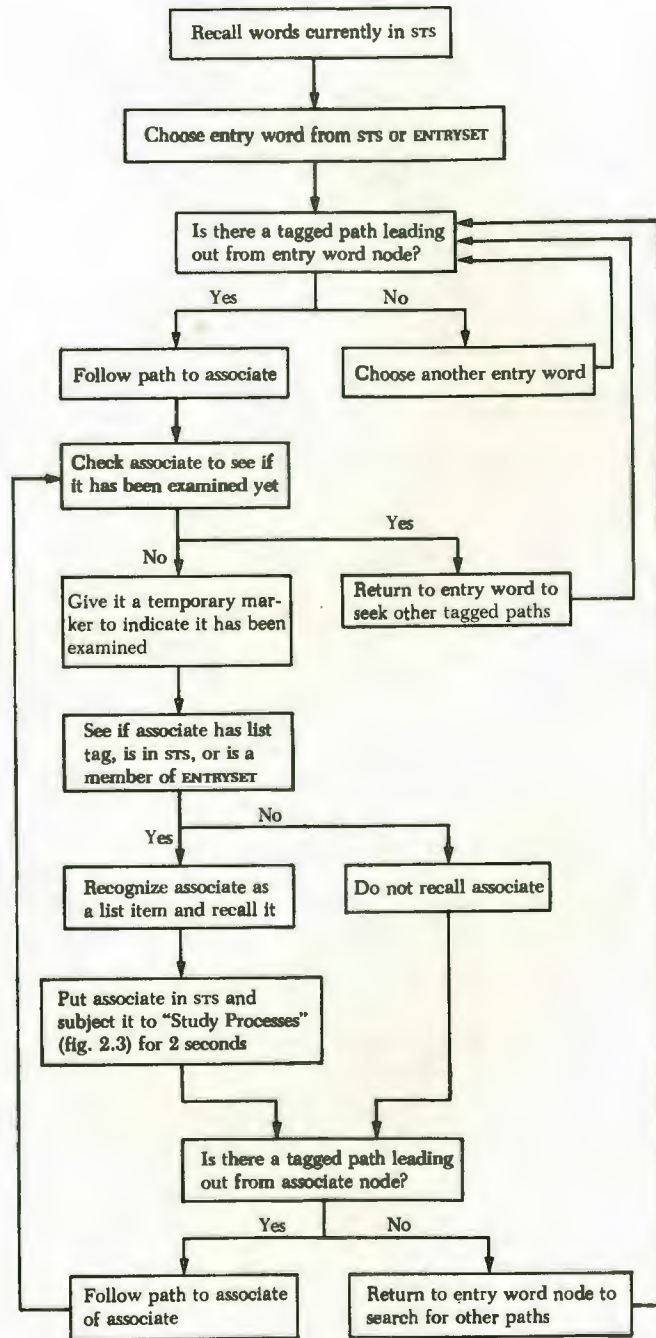 Recall words currently in STS
Choose entry word from STS or ENTRYSET
Is there a tagged path leading
out from entry word node?
Yes
No
Follow path to associate
Choose another entry word
Check associate to see if
it has been examined yet
Yes
No
Give it a temporary mar-
ker to indicate it has been
examined
Return to entry word to
seek other tagged paths
See if associate has list
tag, is in STS, or is a
member of ENTRYSET
No
Yes
Recognize associate as
a list item and recall it
Do not recall associate
Put associate in STS and
subject it to “Study Processes”
(fig. 2.3) for 2 seconds
Is there a tagged path leading
out from associate node?
Yes
No
Follow path to associate
of associate
Return to entry word node to
search for other paths